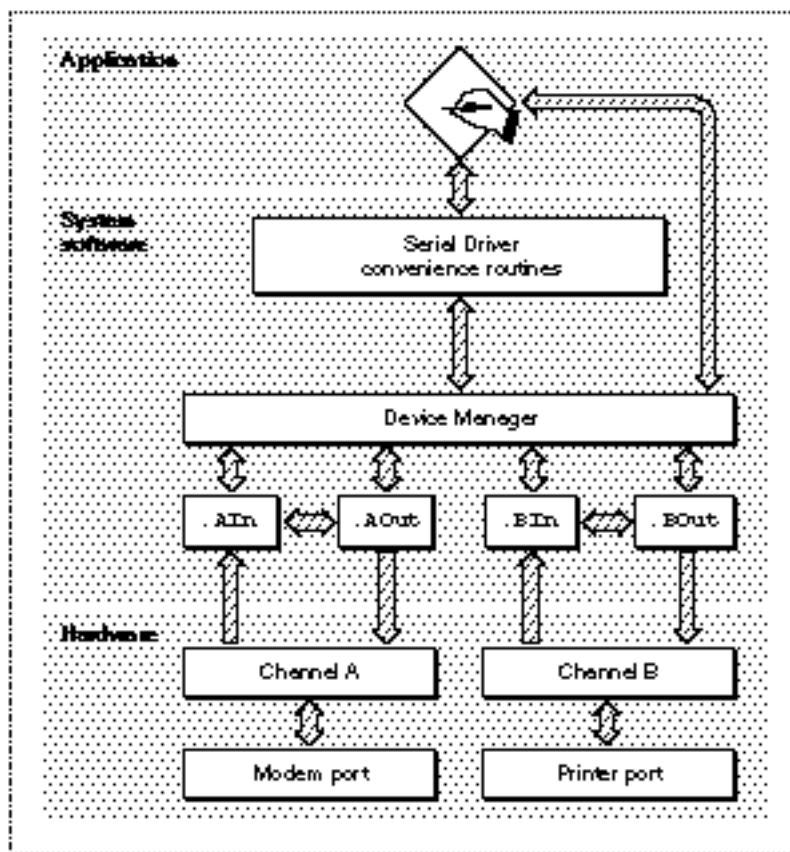 Application
System
software
Serial Driver
convenience routines
Device Manager
.AIn
.AOut
.BIn
.BOut
Hardware
Channel A
Channel B
Modem port
Printer port